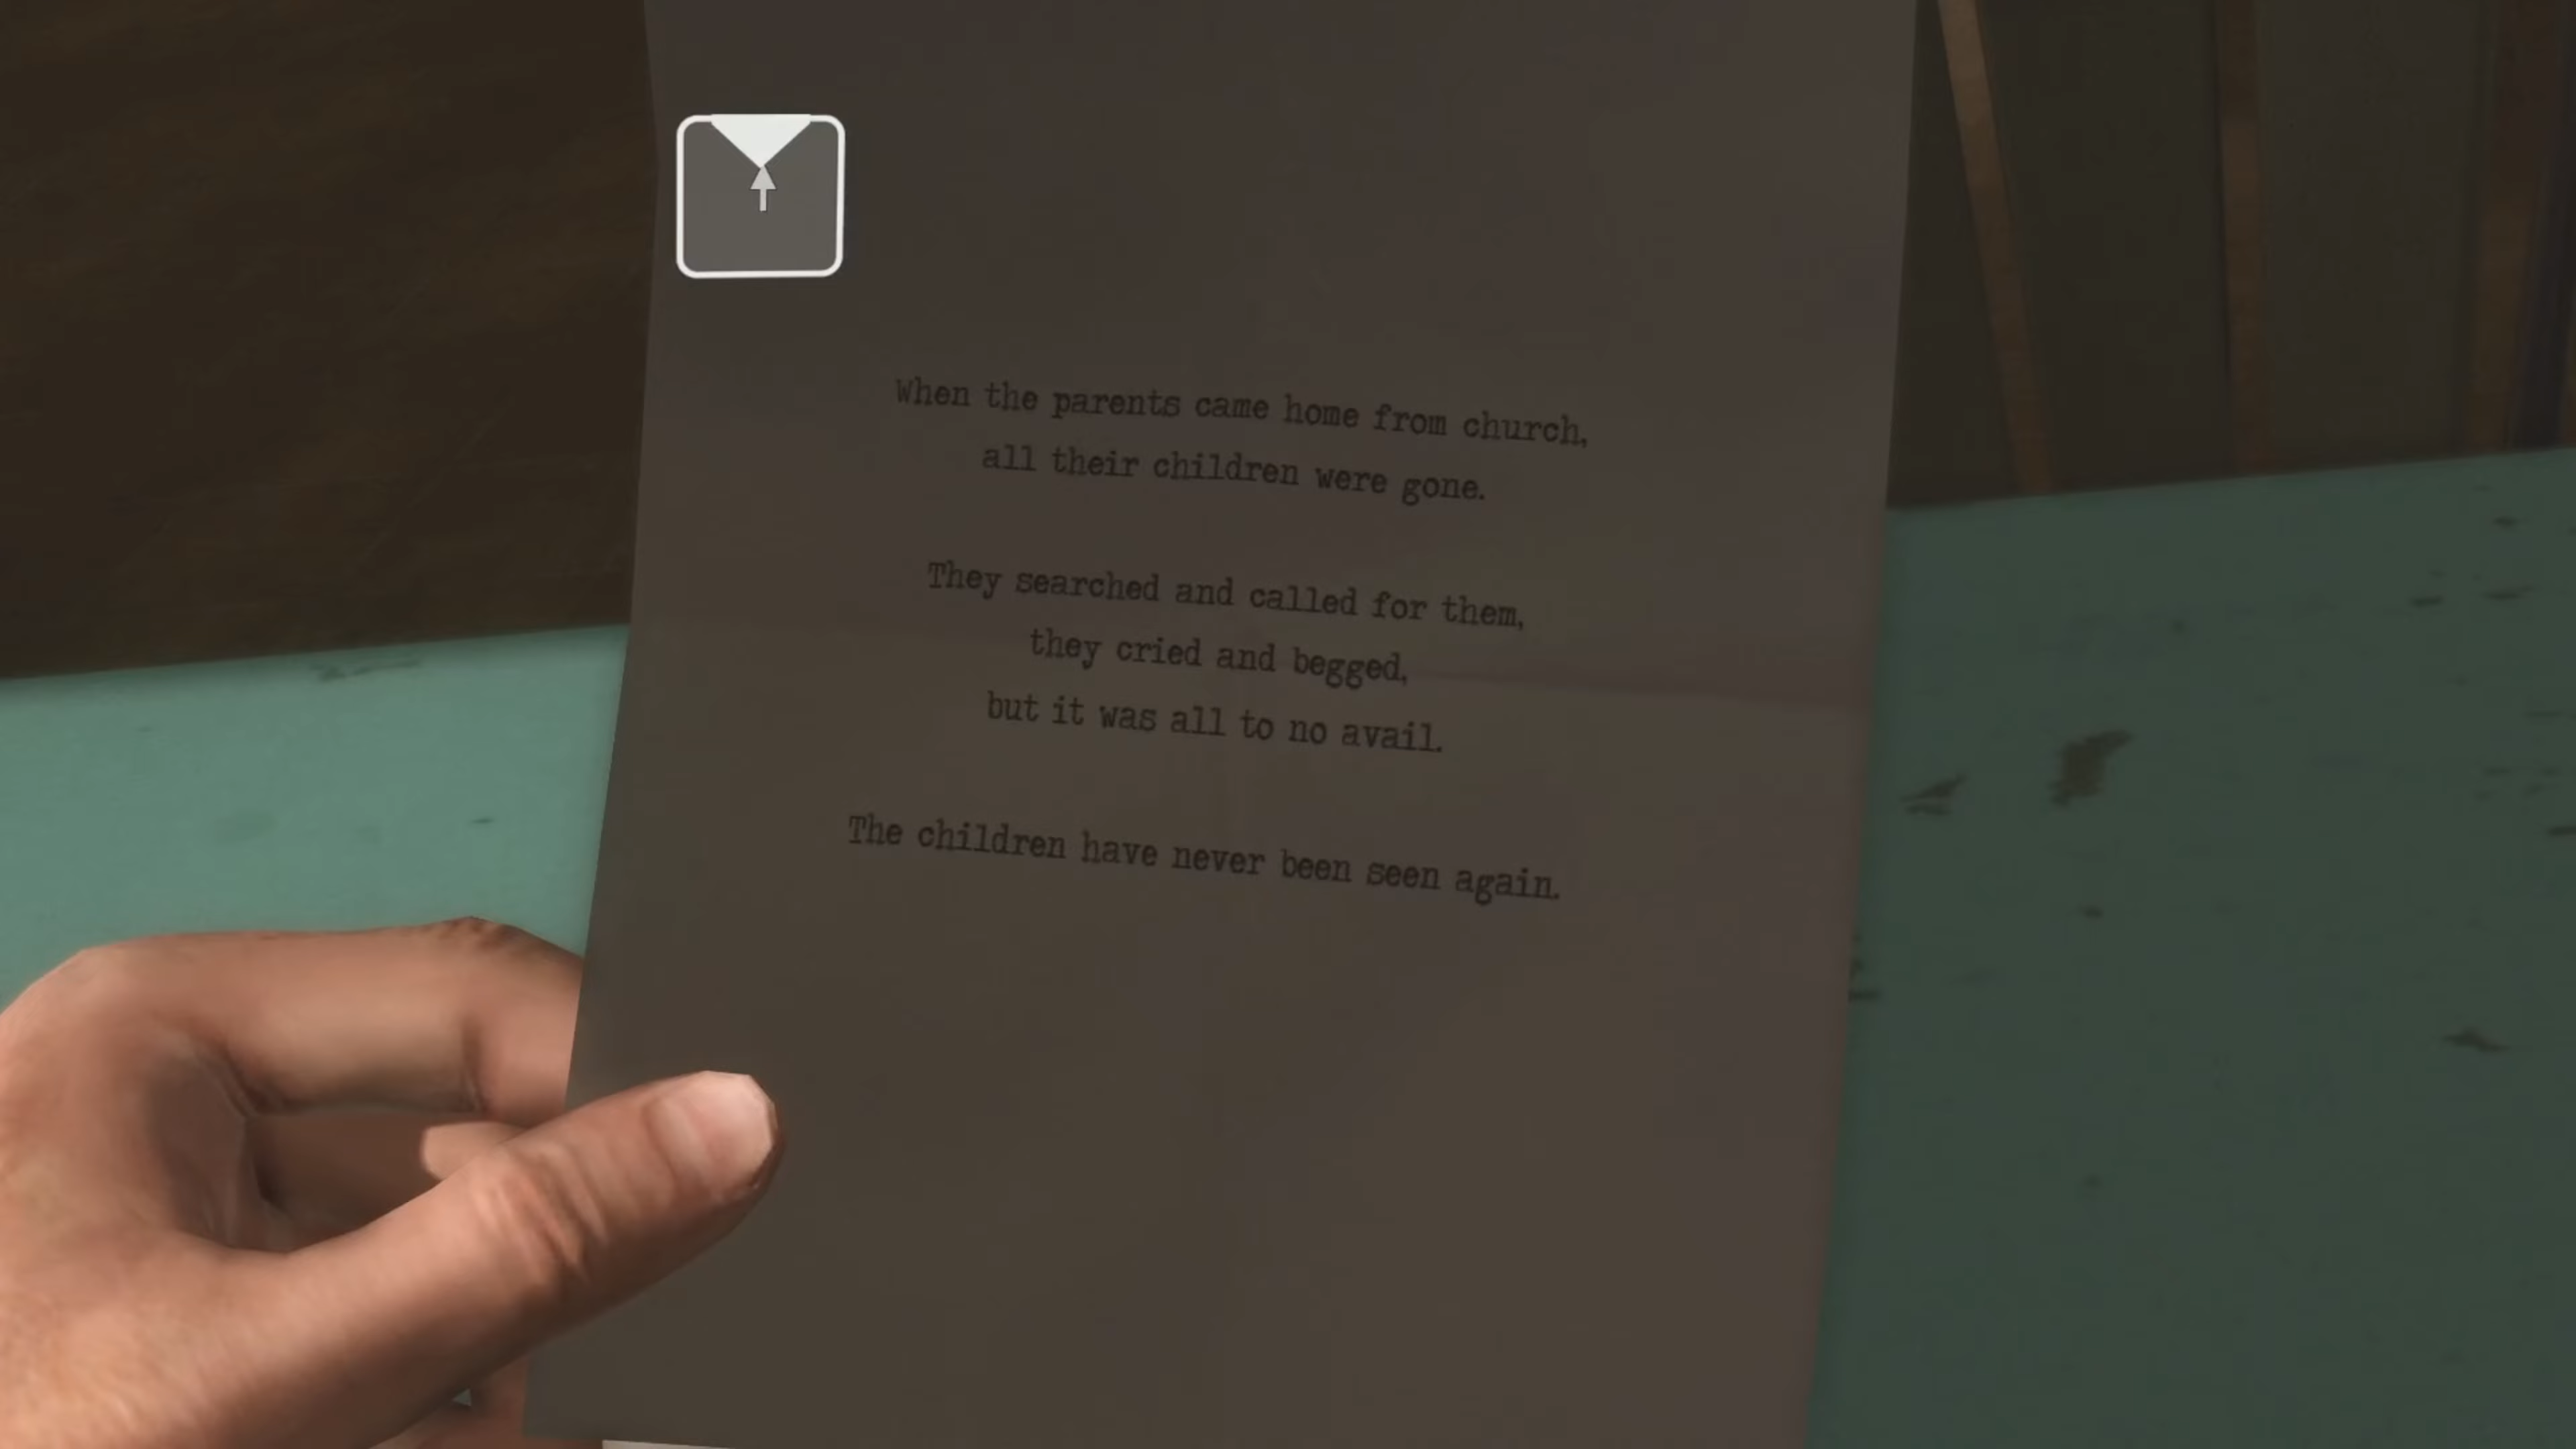 When the parents came home from church,
all their children were gone.
They searched and called for them,
they cried and begged,
but it was all to no avail.
The children have never been seen again.